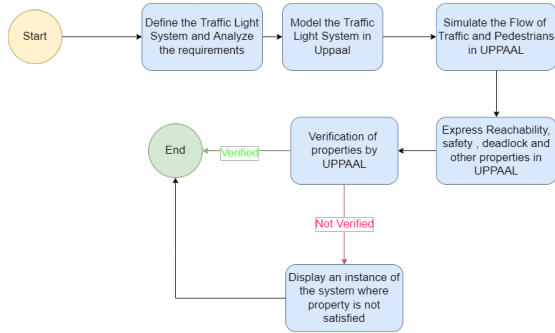 Start
Define the Traffic Light
System and Analyze
the requirements
Model the Traffic
Light System in
Uppaal
Simulate the Flow of
Traffic and Pedestrians
in UPPAAL
Express Reachability,
safety , deadlock and
other properties in
UPPAAL
Verification of
properties by
UPPAAL
Verified
End
Not Verified
Display an instance of
the system where
property is not
satisfied